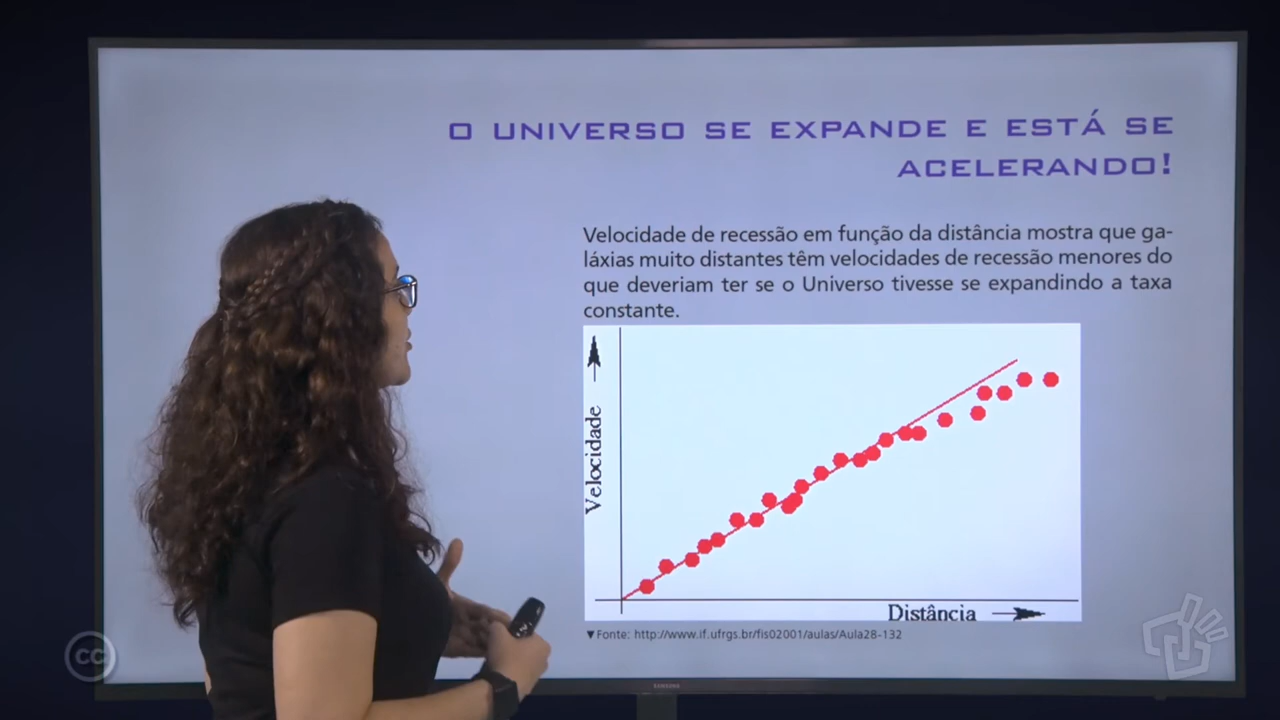 O UNIVERSO SE EXPANDE E ESTÁ SE
ACELERANDO!
Velocidade de recessão em função da distância mostra que ga-
láxias muito distantes têm velocidades de recessão menores do
que deveriam ter se o Universo tivesse se expandindo a taxa
constante.
Velocidade
Distância
▼Fonte: http://www.if.ufrgs.br/fis02001/aulas/Aula28-132
SAMSUNG
cc